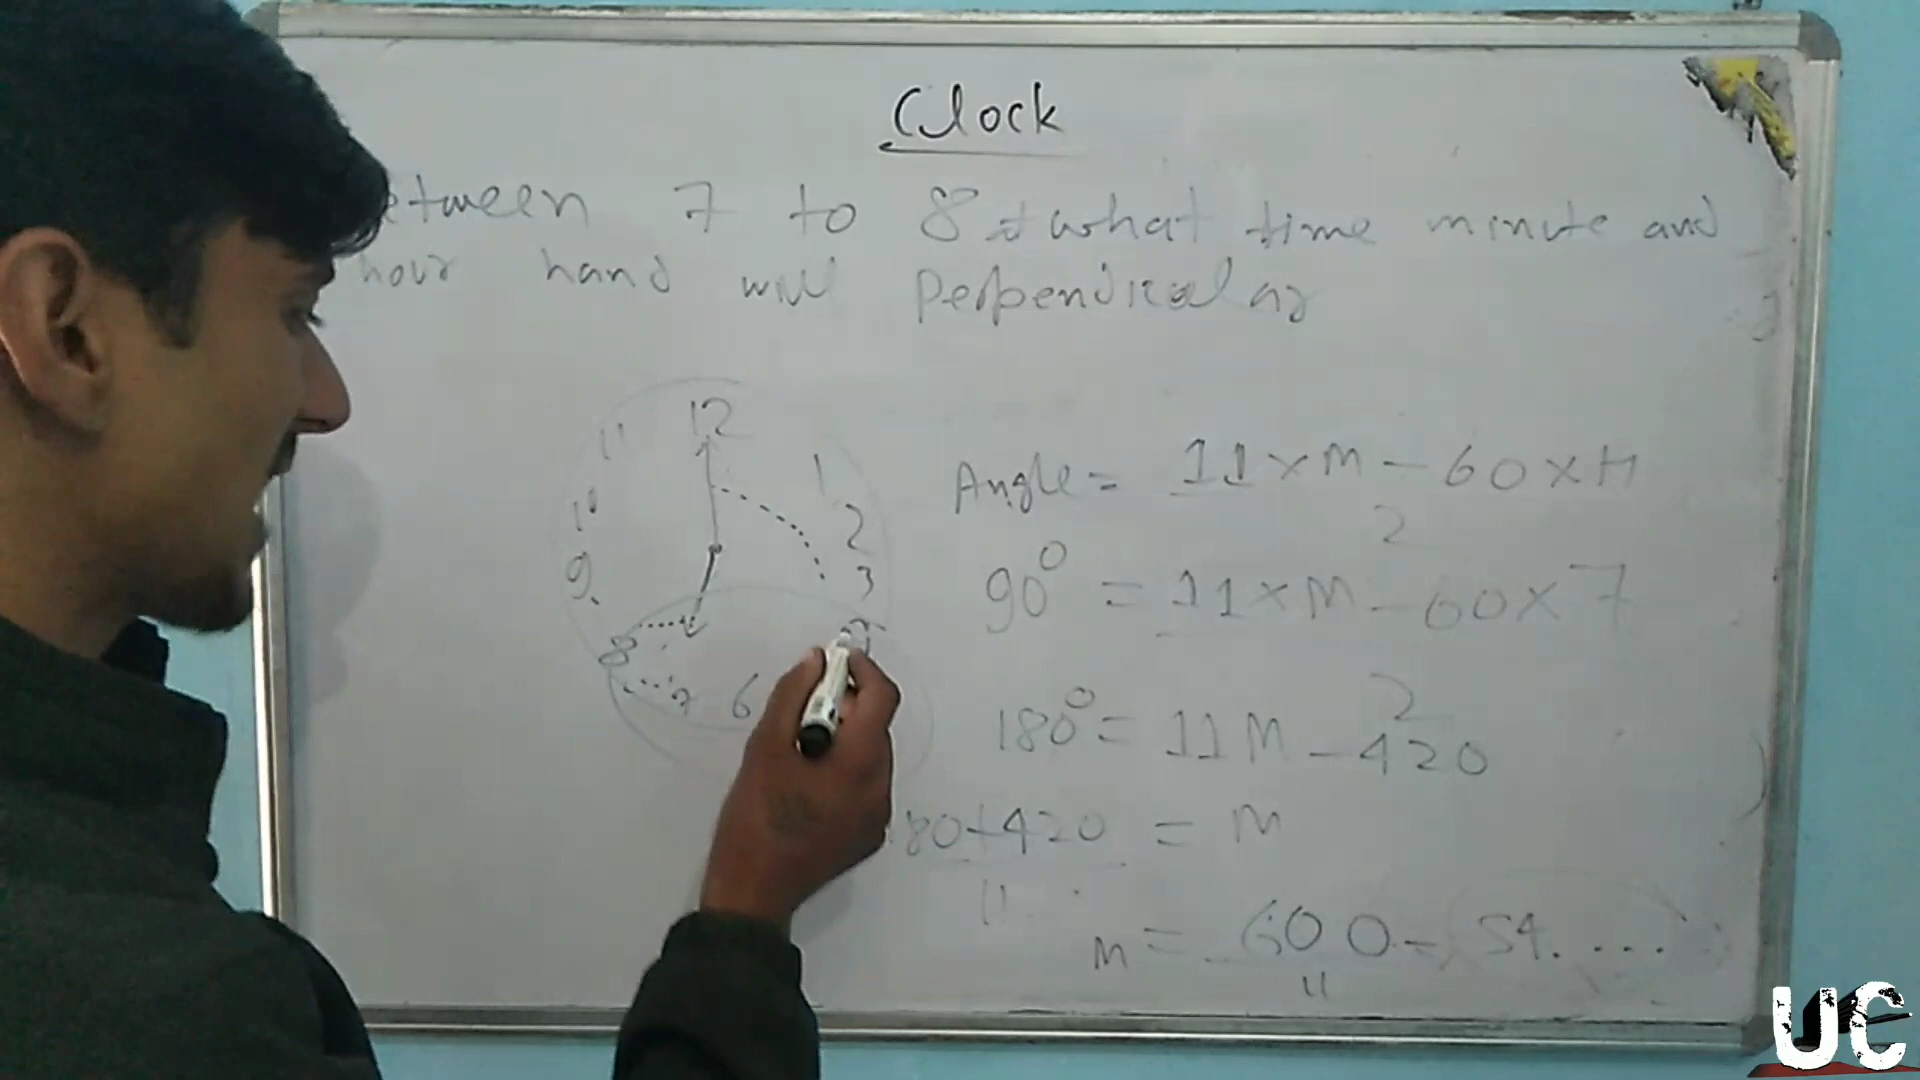 Clock
etween 7 to 8 at what time minute and
hour hand will Perpendicular
12
11
1
10
2
9
3
8
7
6
Angle = 11×M - 60×H
2
90° = 11×M - 60×7
2
180° = 11M - 420
80+420 = M
11
M = 600 = 54. ....
11
UC